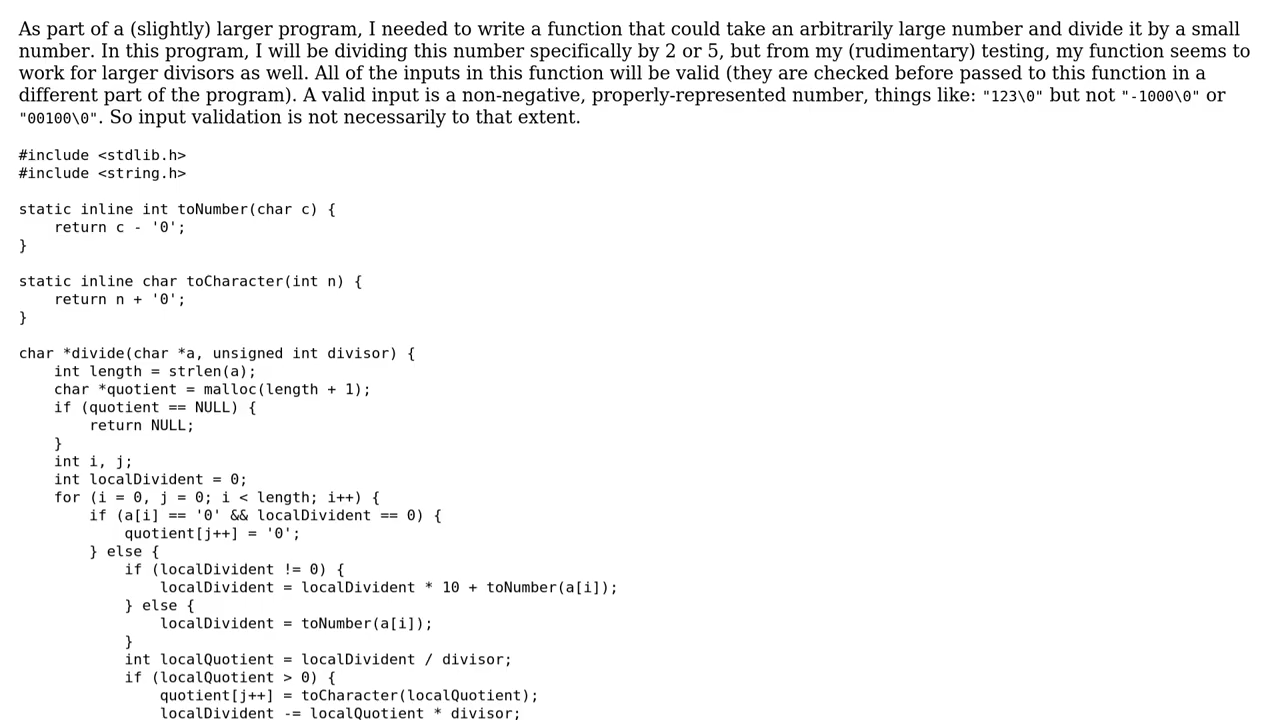 As part of a (slightly) larger program, I needed to write a function that could take an arbitrarily large number and divide it by a small
number. In this program, I will be dividing this number specifically by 2 or 5, but from my (rudimentary) testing, my function seems to
work for larger divisors as well. All of the inputs in this function will be valid (they are checked before passed to this function in a
different part of the program). A valid input is a non-negative, properly-represented number, things like: "123\0" but not "-1000\0" or
"00100\0". So input validation is not necessarily to that extent.
#include <stdlib.h>
#include <string.h>
static inline int toNumber(char c) {
    return c - '0';
}
static inline char toCharacter(int n) {
    return n + '0';
}
char *divide(char *a, unsigned int divisor) {
    int length = strlen(a);
    char *quotient = malloc(length + 1);
    if (quotient == NULL) {
        return NULL;
    }
    int i, j;
    int localDivident = 0;
    for (i = 0, j = 0; i < length; i++) {
        if (a[i] == '0' && localDivident == 0) {
            quotient[j++] = '0';
        } else {
            if (localDivident != 0) {
                localDivident = localDivident * 10 + toNumber(a[i]);
            } else {
                localDivident = toNumber(a[i]);
            }
            int localQuotient = localDivident / divisor;
            if (localQuotient > 0) {
                quotient[j++] = toCharacter(localQuotient);
                localDivident -= localQuotient * divisor;